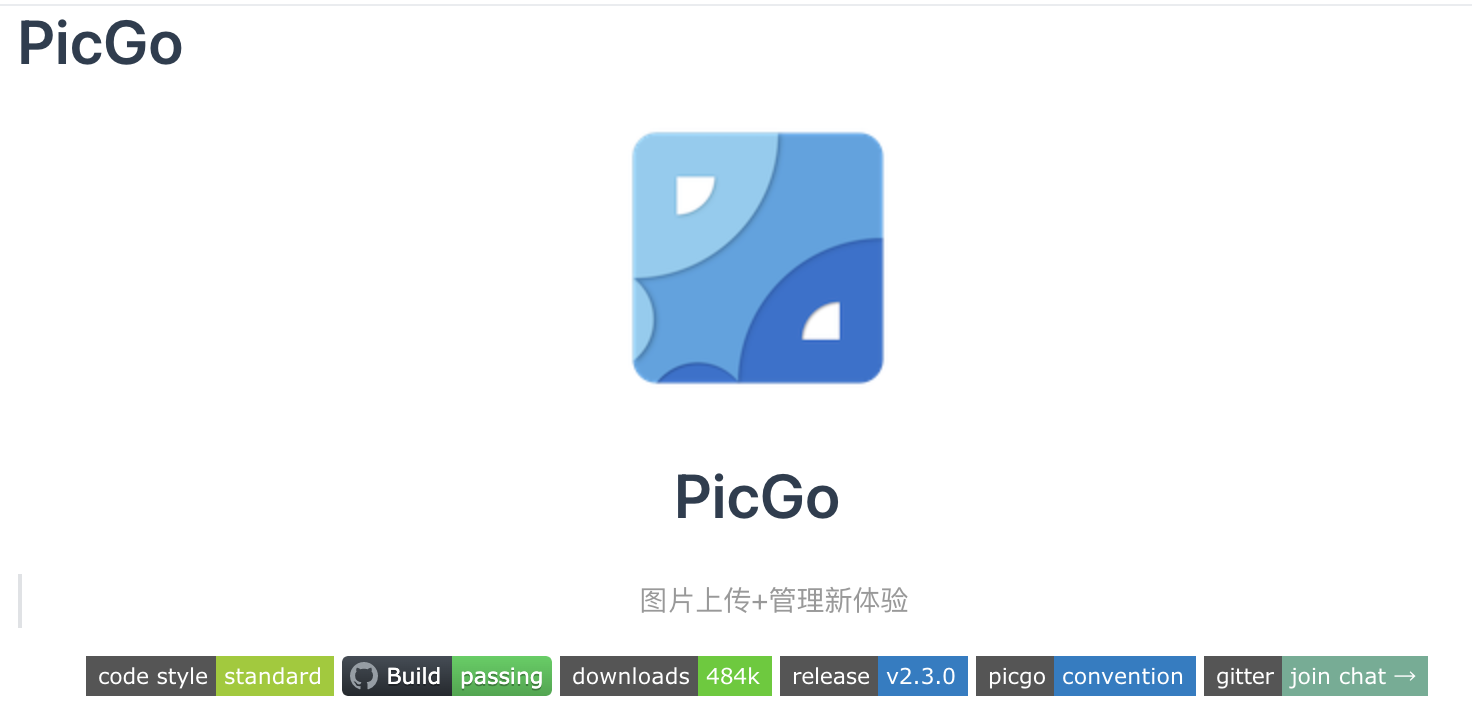 PicGo
PicGo
图片上传+管理新体验
code style standard Build passing downloads 484k release v2.3.0 picgo convention gitter join chat →